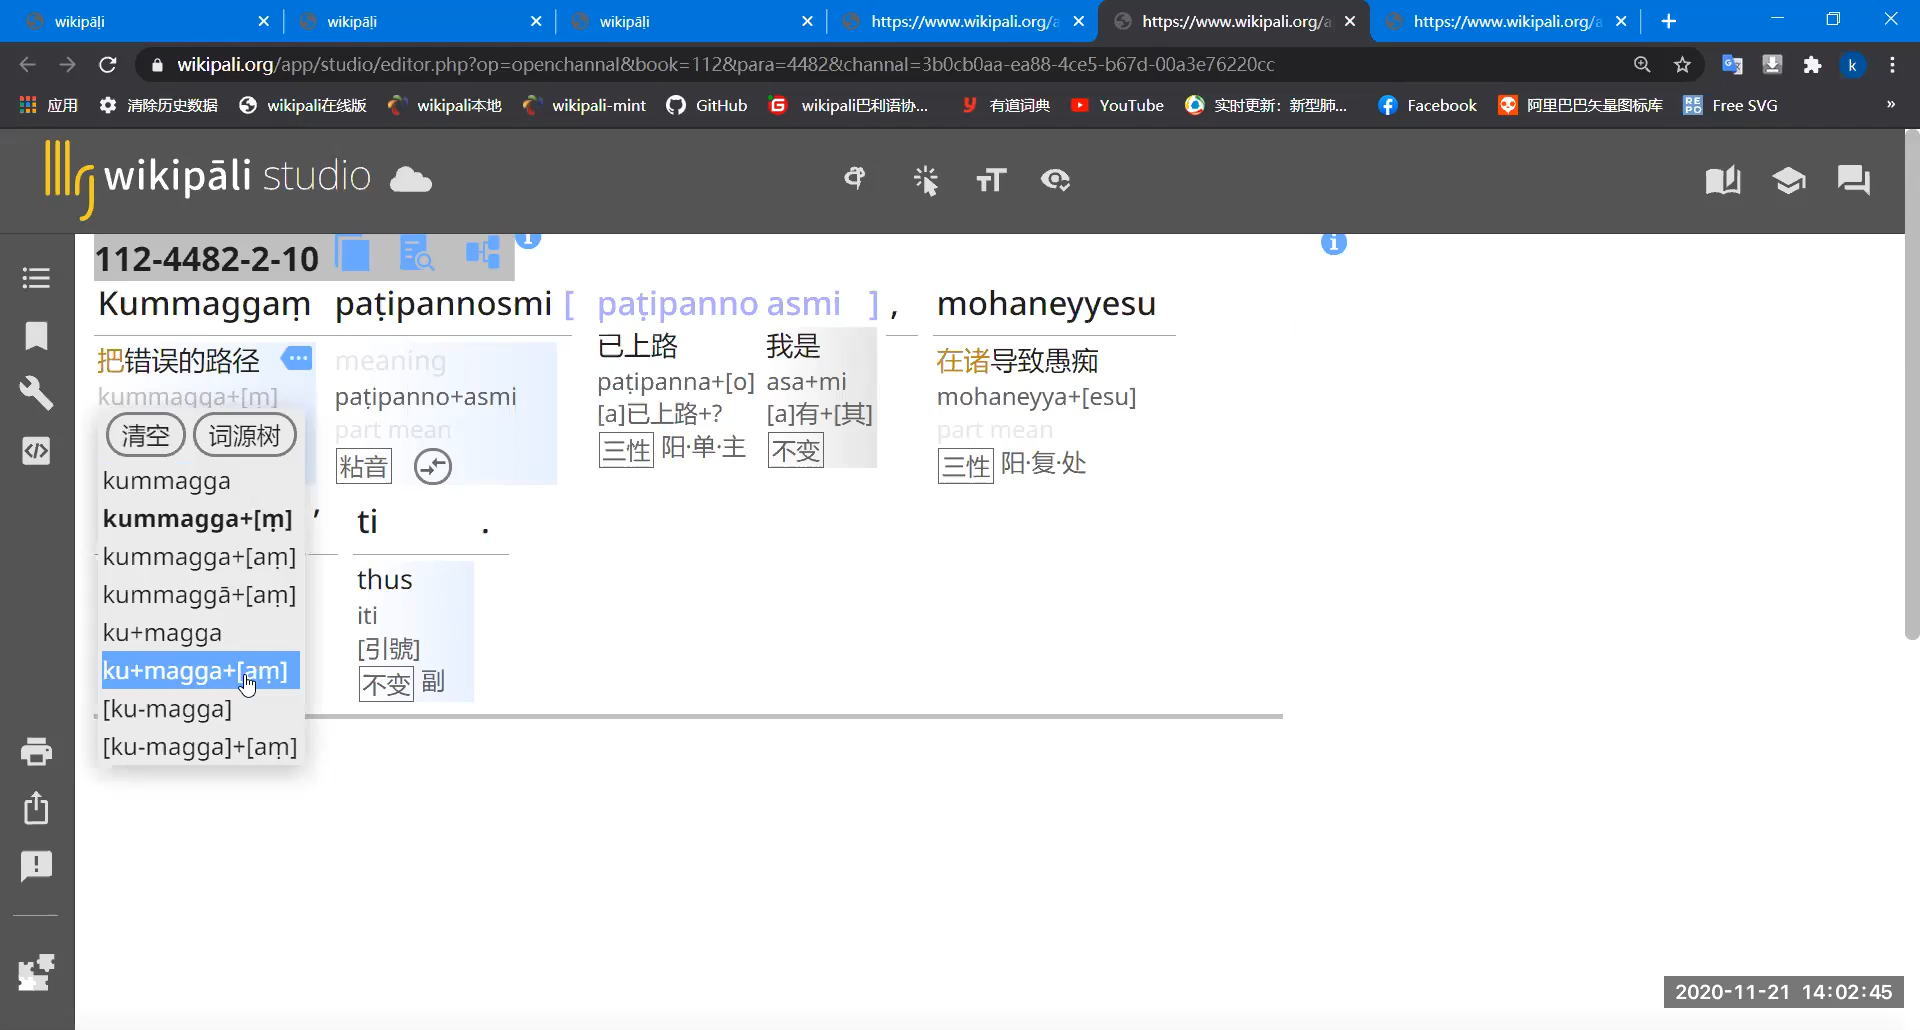 wikipāḷi
wikipāḷi
wikipāḷi
https://www.wikipali.org/a
https://www.wikipali.org/a
https://www.wikipali.org/a
wikipali.org/app/studio/editor.php?op=openchannal&book=112&para=4482&channal=3b0cb0aa-ea88-4ce5-b67d-00a3e76220cc
k
应用
清除历史数据
wikipali在线版
wikipali本地
wikipali-mint
GitHub
wikipali巴利语协...
有道词典
YouTube
实时更新：新型肺...
Facebook
阿里巴巴矢量图标库
Free SVG
»
wikipāli studio
112-4482-2-10
Kummaggaṃ paṭipannosmi [ paṭipanno asmi ] , mohaneyyesu
把错误的路径
kummagga+[ṃ]
meaning
paṭipanno+asmi
part mean
粘音
已上路
paṭipanna+[o]
[a]已上路+?
三性 阳·单·主
我是
asa+mi
[a]有+[其]
不变
在诸导致愚痴
mohaneyya+[esu]
part mean
三性 阳·复·处
清空 词源树
kummagga
kummagga+[ṃ]
kummagga+[aṃ]
kummaggā+[aṃ]
ku+magga
ku+magga+[aṃ]
[ku-magga]
[ku-magga]+[aṃ]
’ ti .
thus
iti
[引號]
不变 副
2020-11-21 14:02:45